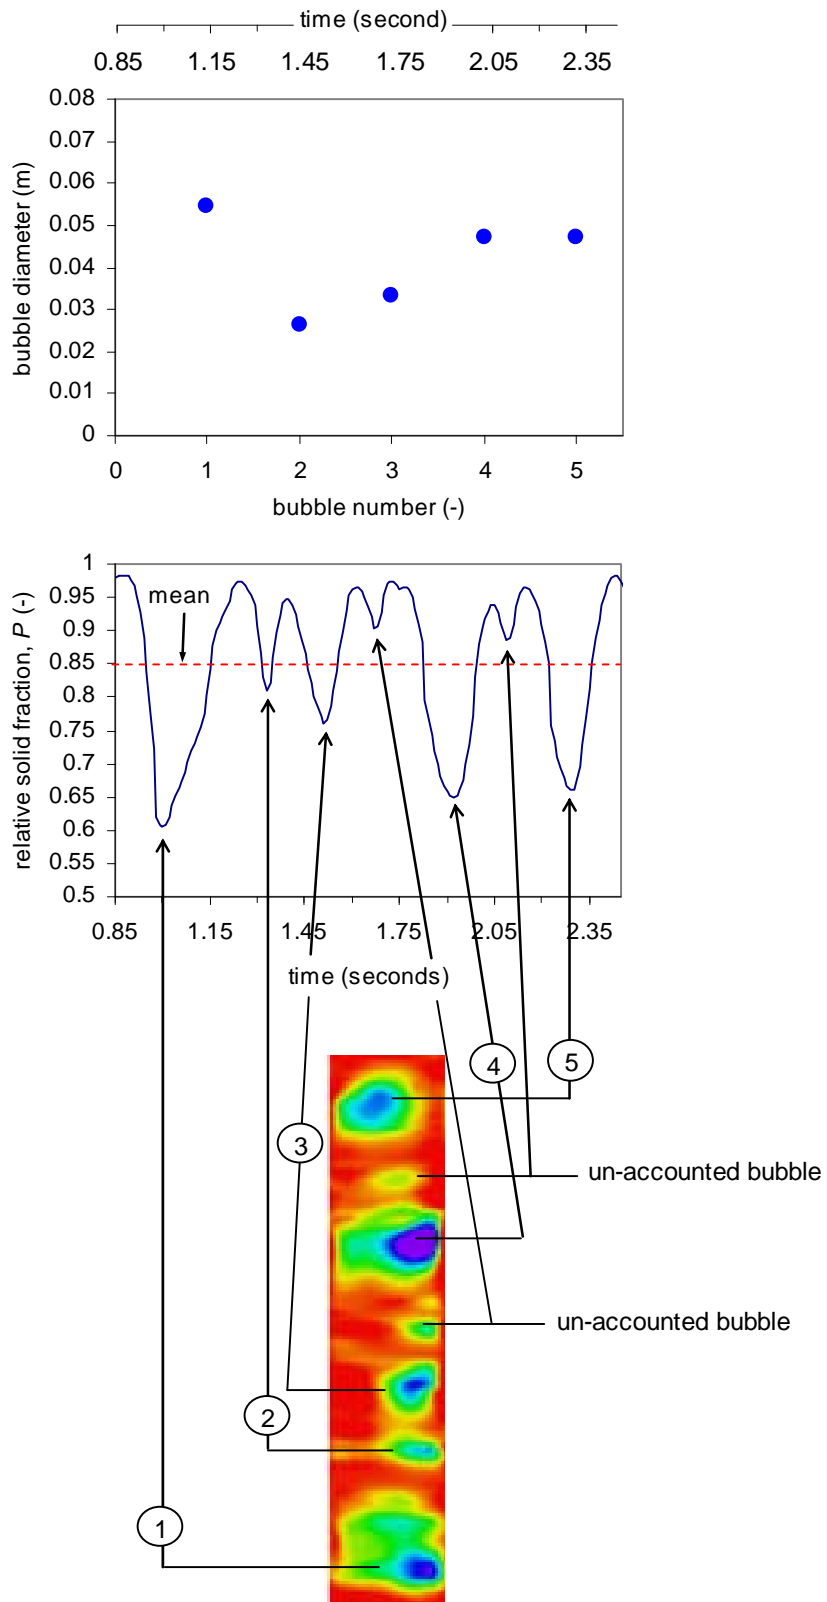 time (second)
0.85 1.15 1.45 1.75 2.05 2.35
0.08
0.07
0.06
0.05
0.04
0.03
0.02
0.01
0
bubble diameter (m)
0 1 2 3 4 5
bubble number (-)
1
0.95
0.9
0.85
0.8
0.75
0.7
0.65
0.6
0.55
0.5
relative solid fraction, P (-)
mean
0.85 1.15 1.45 1.75 2.05 2.35
time (seconds)
4 5
3
un-accounted bubble
un-accounted bubble
2
1